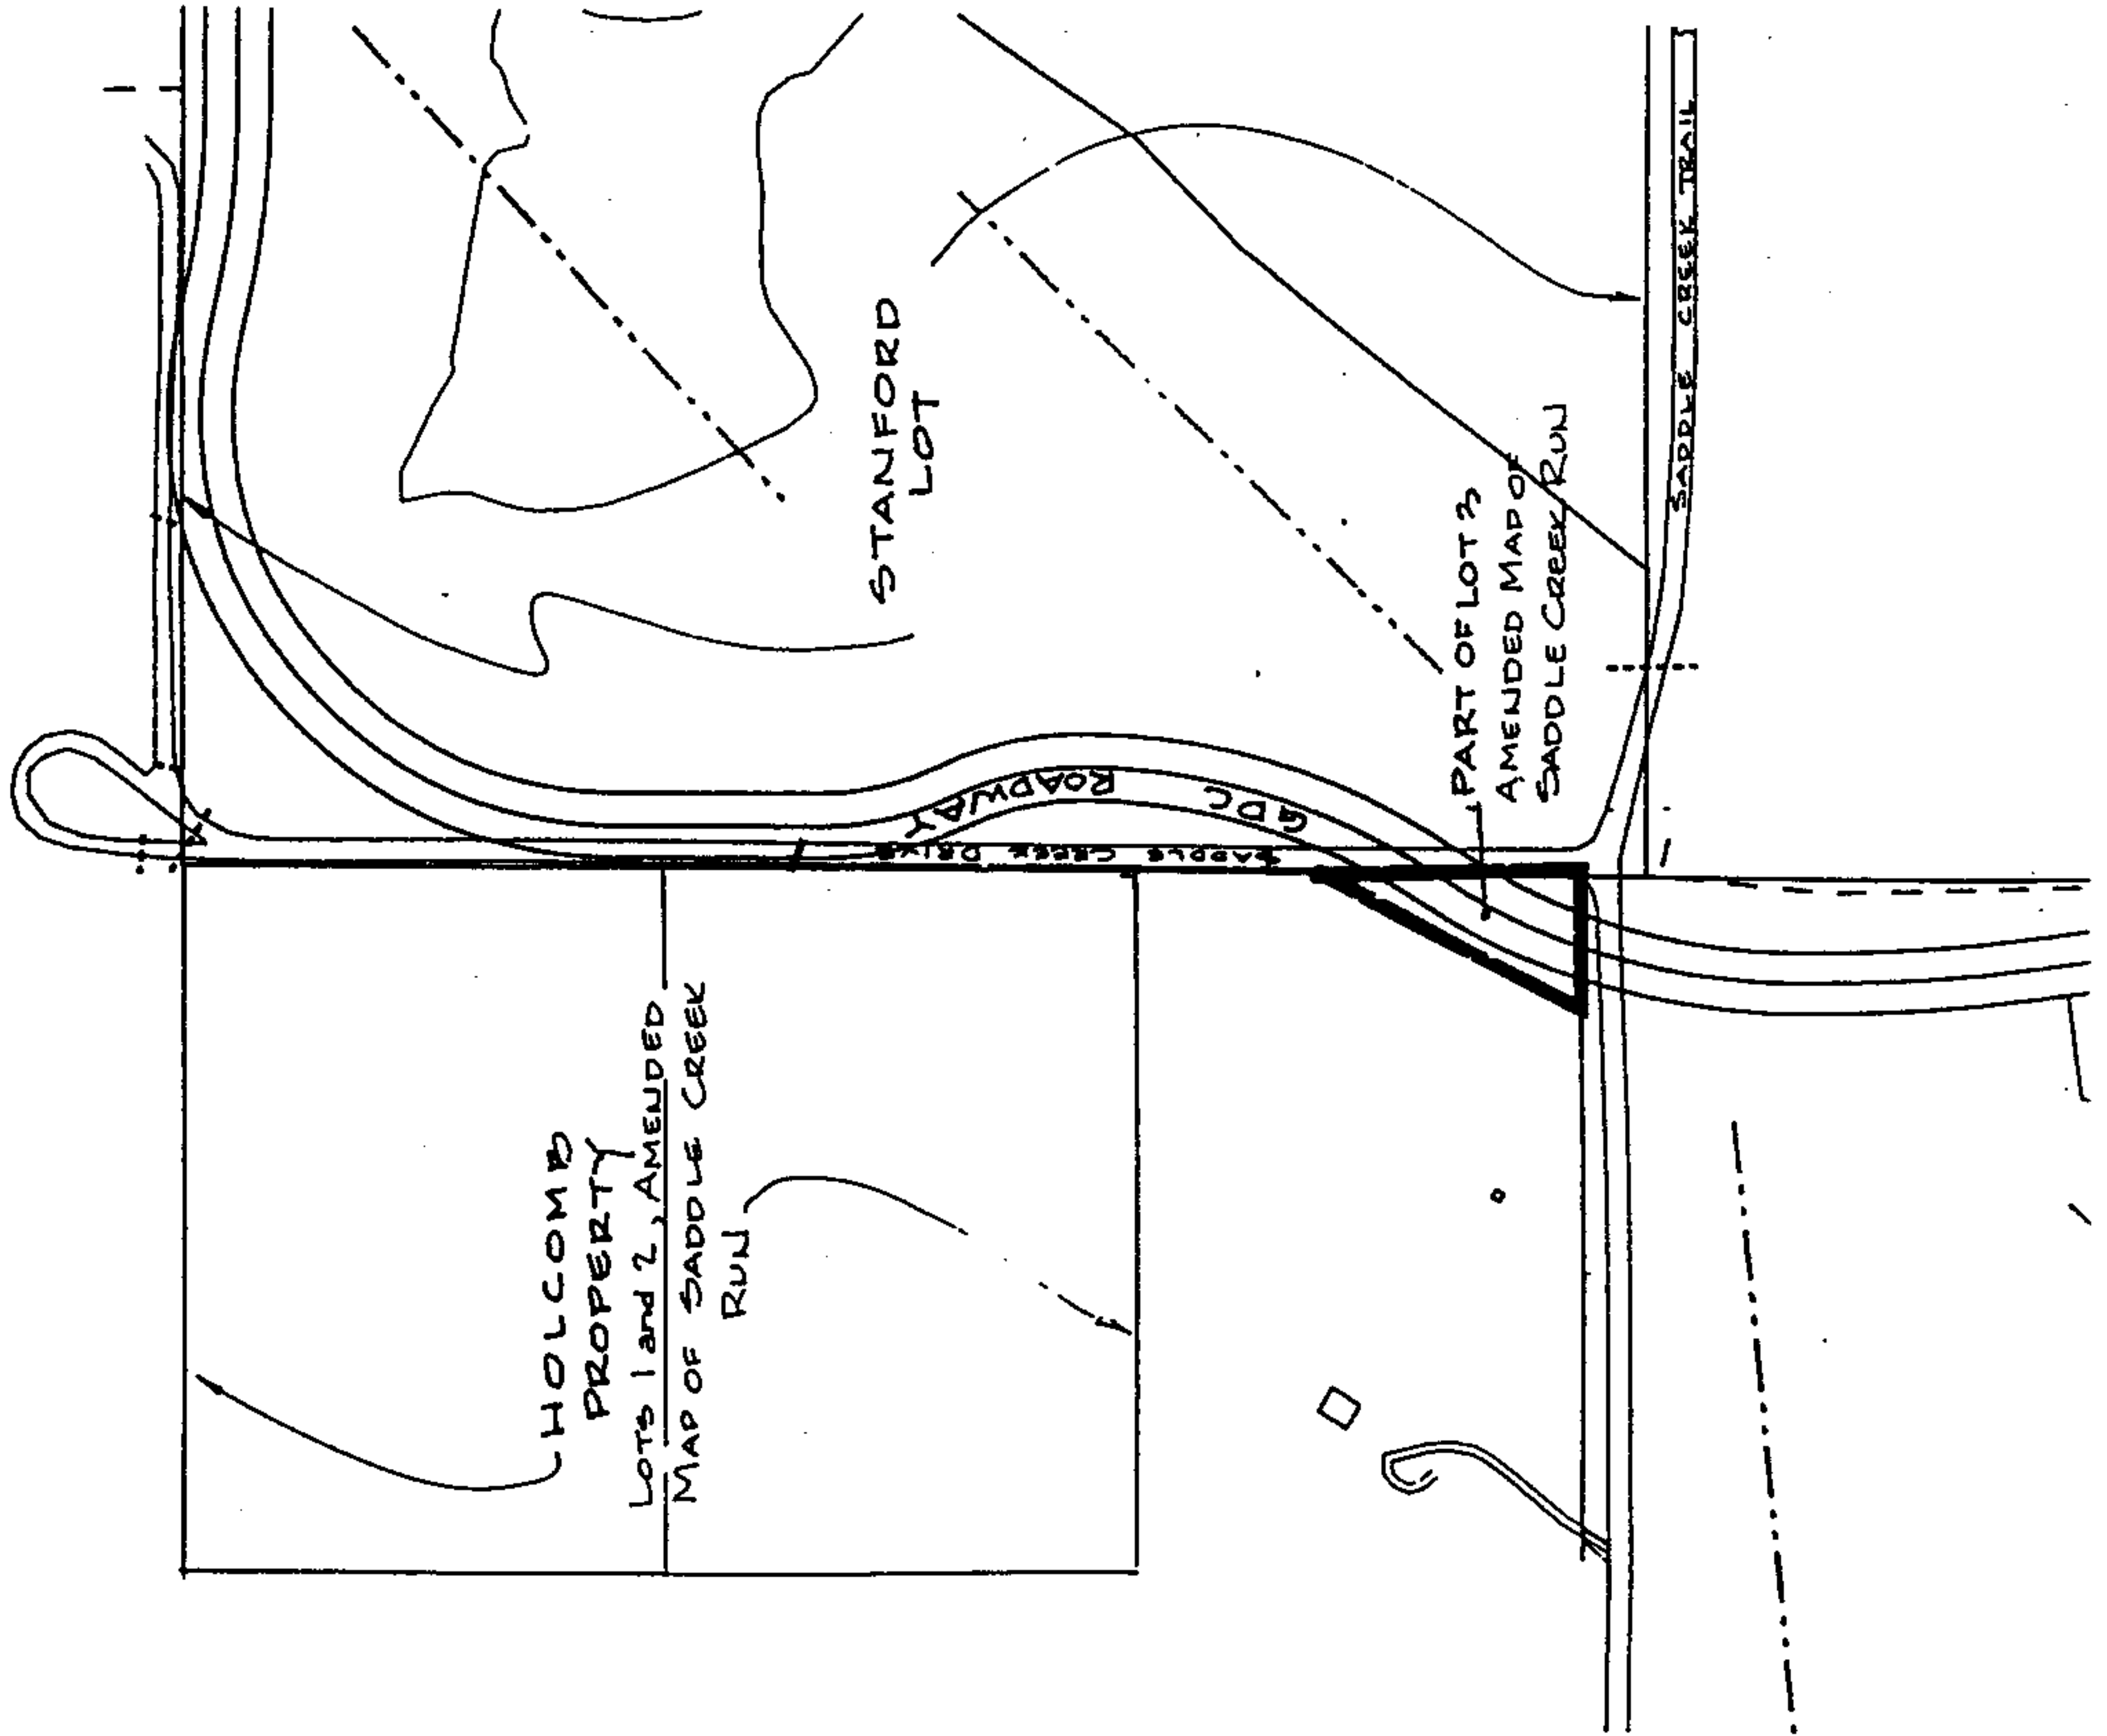 STANFORD
LOT
SADDLE CREEK TRAIL
PART OF LOT 3
AMENDED MAP OF
SADDLE CREEK RUN
GDC ROADWAY
SADDLE CREEK DRIVE
HOLCOMB
PROPERTY
LOTS 1 and 2, AMENDED
MAP OF SADDLE CREEK
RUN